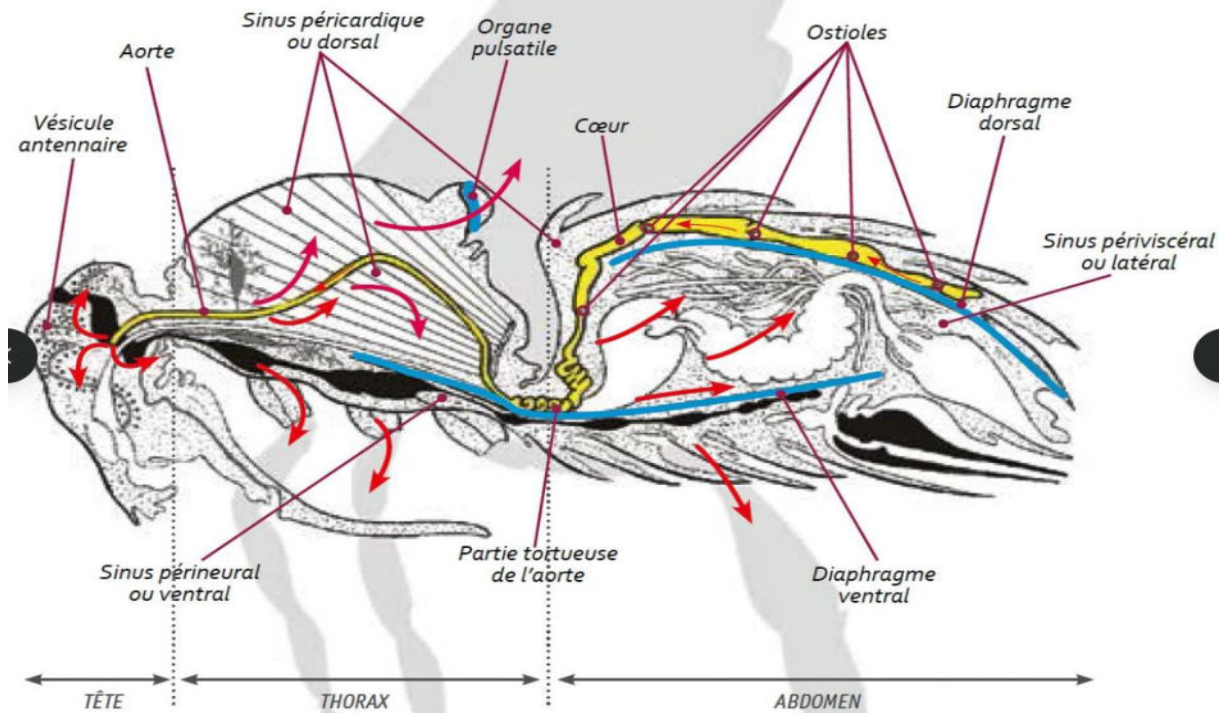 Sinus péricardique
ou dorsal
Organe
pulsatile
Ostioles
Aorte
Diaphragme
dorsal
Vésicule
antennaire
Cœur
Sinus périviscéral
ou latéral
Sinus périneural
ou ventral
Partie tortueuse
de l'aorte
Diaphragme
ventral
TÊTE
THORAX
ABDOMEN